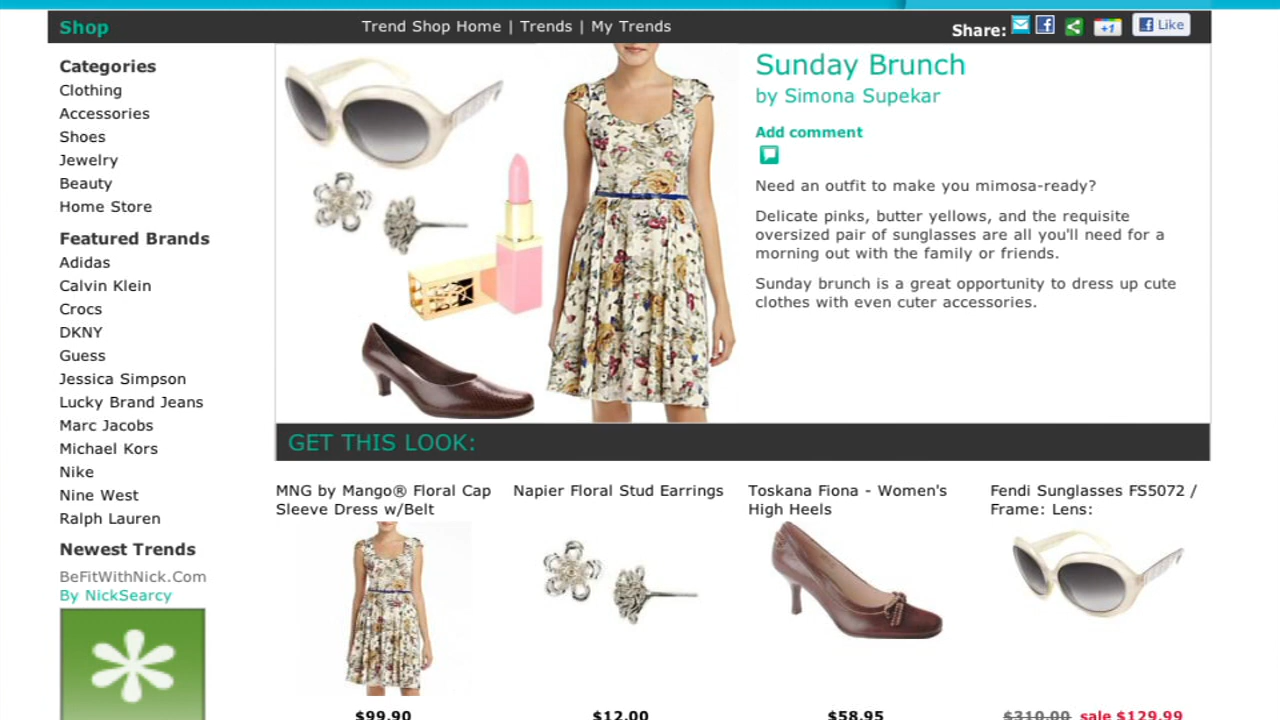 Shop
Trend Shop Home | Trends | My Trends
Share:
+1
Like
Categories
Clothing
Accessories
Shoes
Jewelry
Beauty
Home Store
Featured Brands
Adidas
Calvin Klein
Crocs
DKNY
Guess
Jessica Simpson
Lucky Brand Jeans
Marc Jacobs
Michael Kors
Nike
Nine West
Ralph Lauren
Newest Trends
BeFitWithNick.Com
By NickSearcy
Sunday Brunch
by Simona Supekar
Add comment
Need an outfit to make you mimosa-ready?
Delicate pinks, butter yellows, and the requisite
oversized pair of sunglasses are all you'll need for a
morning out with the family or friends.
Sunday brunch is a great opportunity to dress up cute
clothes with even cuter accessories.
GET THIS LOOK:
MNG by Mango® Floral Cap
Sleeve Dress w/Belt
$99.90
Napier Floral Stud Earrings
$12.00
Toskana Fiona - Women's
High Heels
$58.95
Fendi Sunglasses FS5072 /
Frame: Lens:
$310.00 sale $129.99